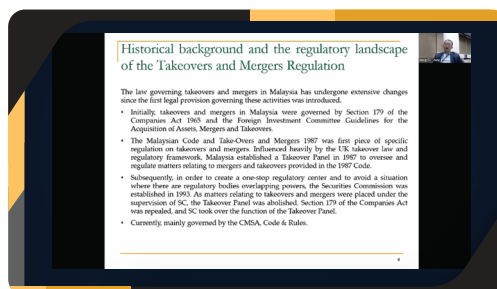 Historical background and the regulatory landscape
of the Takeovers and Mergers Regulation
The law governing takeovers and mergers in Malaysia has undergone extensive changes
since the first legal provision governing these activities was introduced.
• Initially, takeovers and mergers in Malaysia were governed by Section 179 of the
Companies Act 1965 and the Foreign Investment Committee Guidelines for the
Acquisition of Assets, Mergers and Takeovers.
• The Malaysian Code and Take-Overs and Mergers 1987 was first piece of specific
regulation on takeovers and mergers. Influenced heavily by the UK takeover law and
regulatory framework, Malaysia established a Takeover Panel in 1987 to oversee and
regulate matters relating to mergers and takeovers provided in the 1987 Code.
• Subsequently, in order to create a one-stop regulatory center and to avoid a situation
where there are regulatory bodies overlapping powers, the Securities Commission was
established in 1993. As matters relating to takeovers and mergers were placed under the
supervision of SC, the Takeover Panel was abolished. Section 179 of the Companies Act
was repealed, and SC took over the function of the Takeover Panel.
• Currently, mainly governed by the CMSA, Code & Rules.